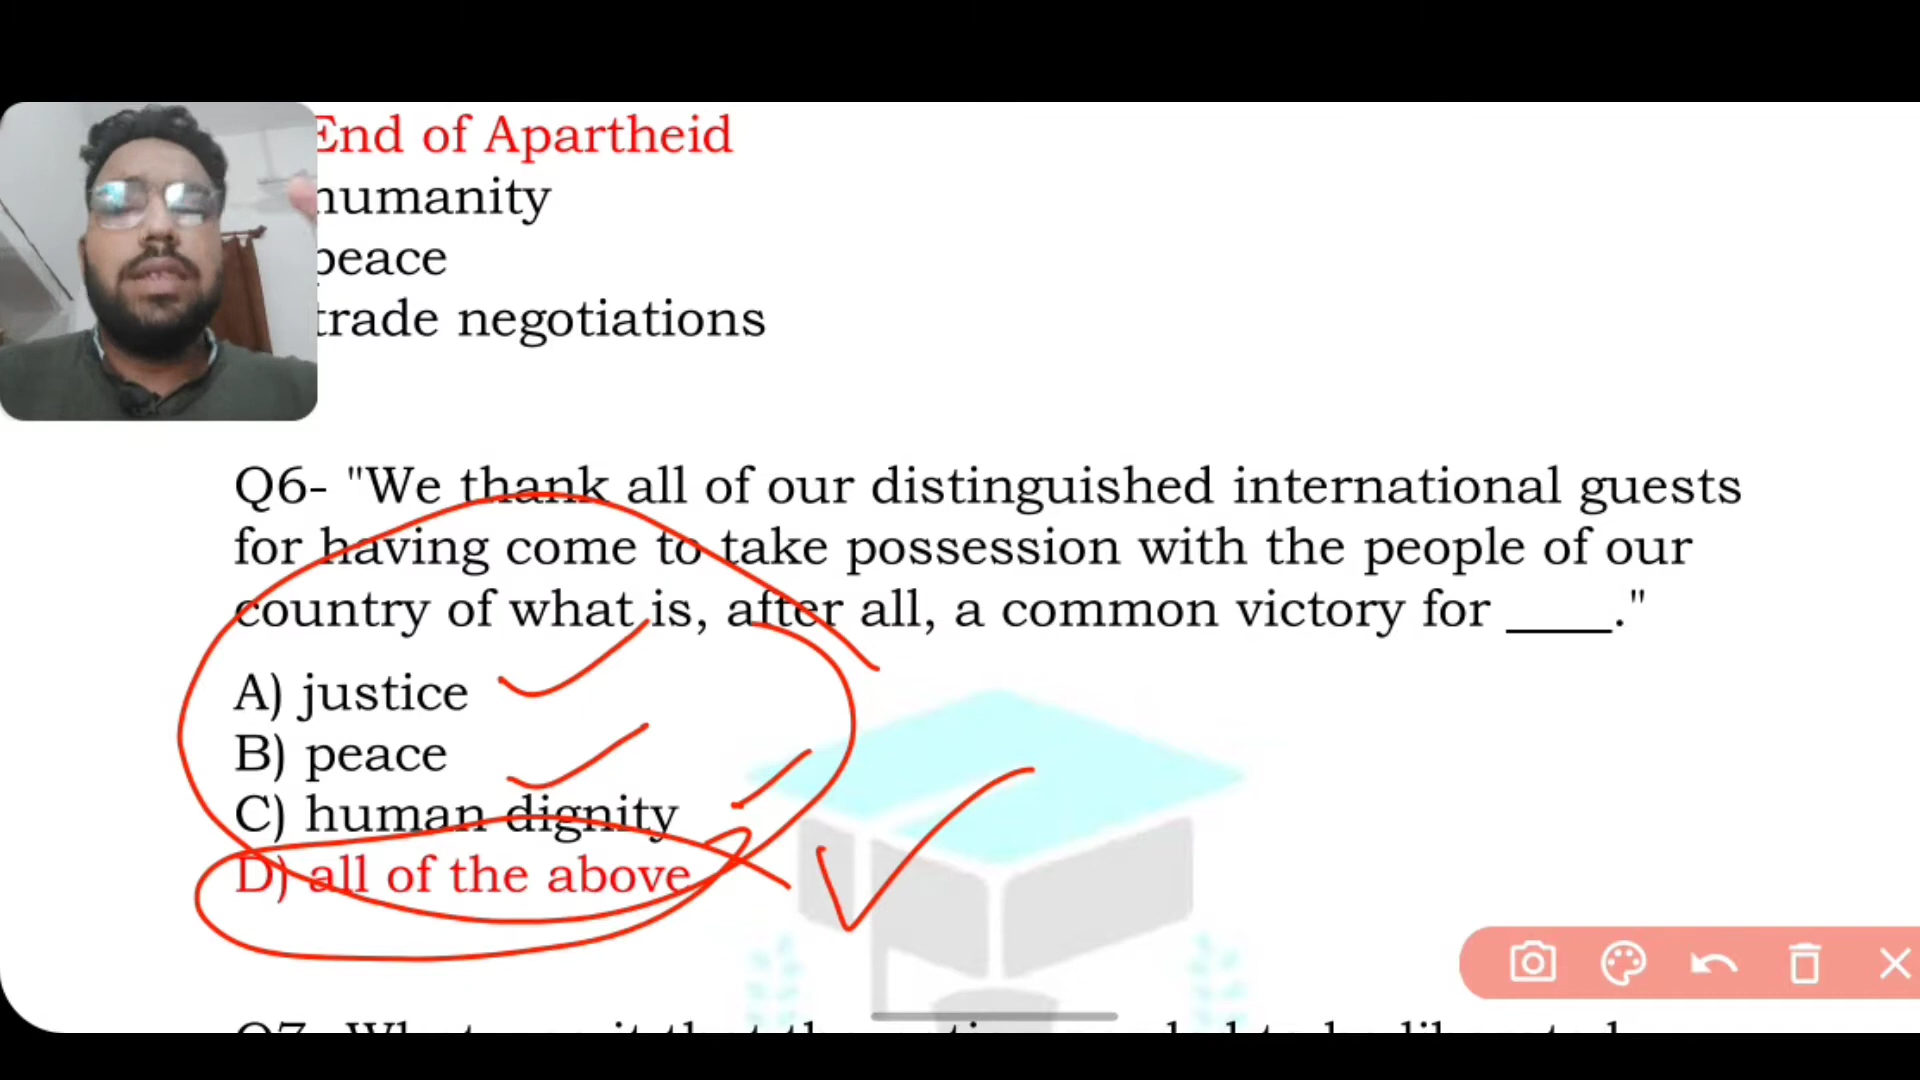 End of Apartheid
humanity
peace
trade negotiations
Q6- "We thank all of our distinguished international guests
for having come to take possession with the people of our
country of what is, after all, a common victory for ____."
A) justice
B) peace
C) human dignity
D) all of the above